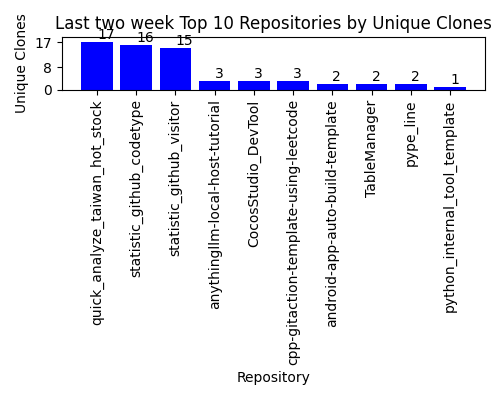 Last two week Top 10 Repositories by Unique Clones
Unique Clones
17
8
0
17
16
15
3
3
3
2
2
2
1
quick_analyze_taiwan_hot_stock
statistic_github_codetype
statistic_github_visitor
anythingllm-local-host-tutorial
CocosStudio_DevTool
cpp-gitaction-template-using-leetcode
android-app-auto-build-template
TableManager
pype_line
python_internal_tool_template
Repository